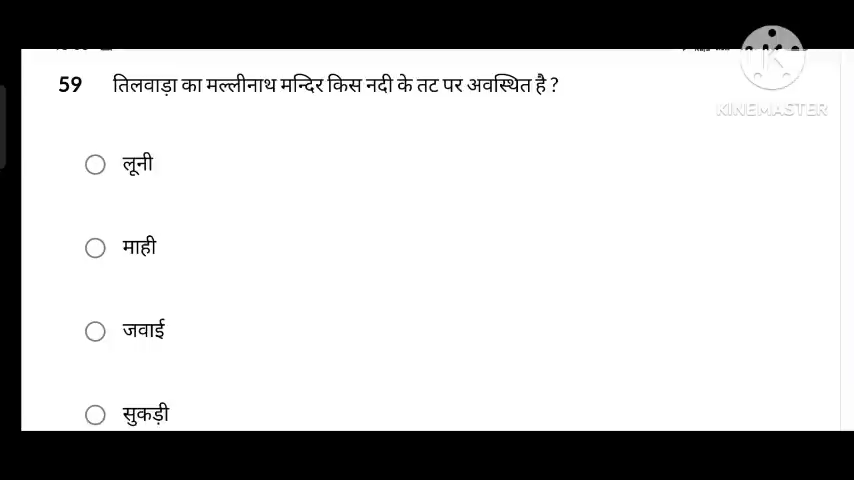 59 तिलवाड़ा का मल्लीनाथ मन्दिर किस नदी के तट पर अवस्थित है ?
लूनी
माही
जवाई
सुकड़ी
KINEMASTER